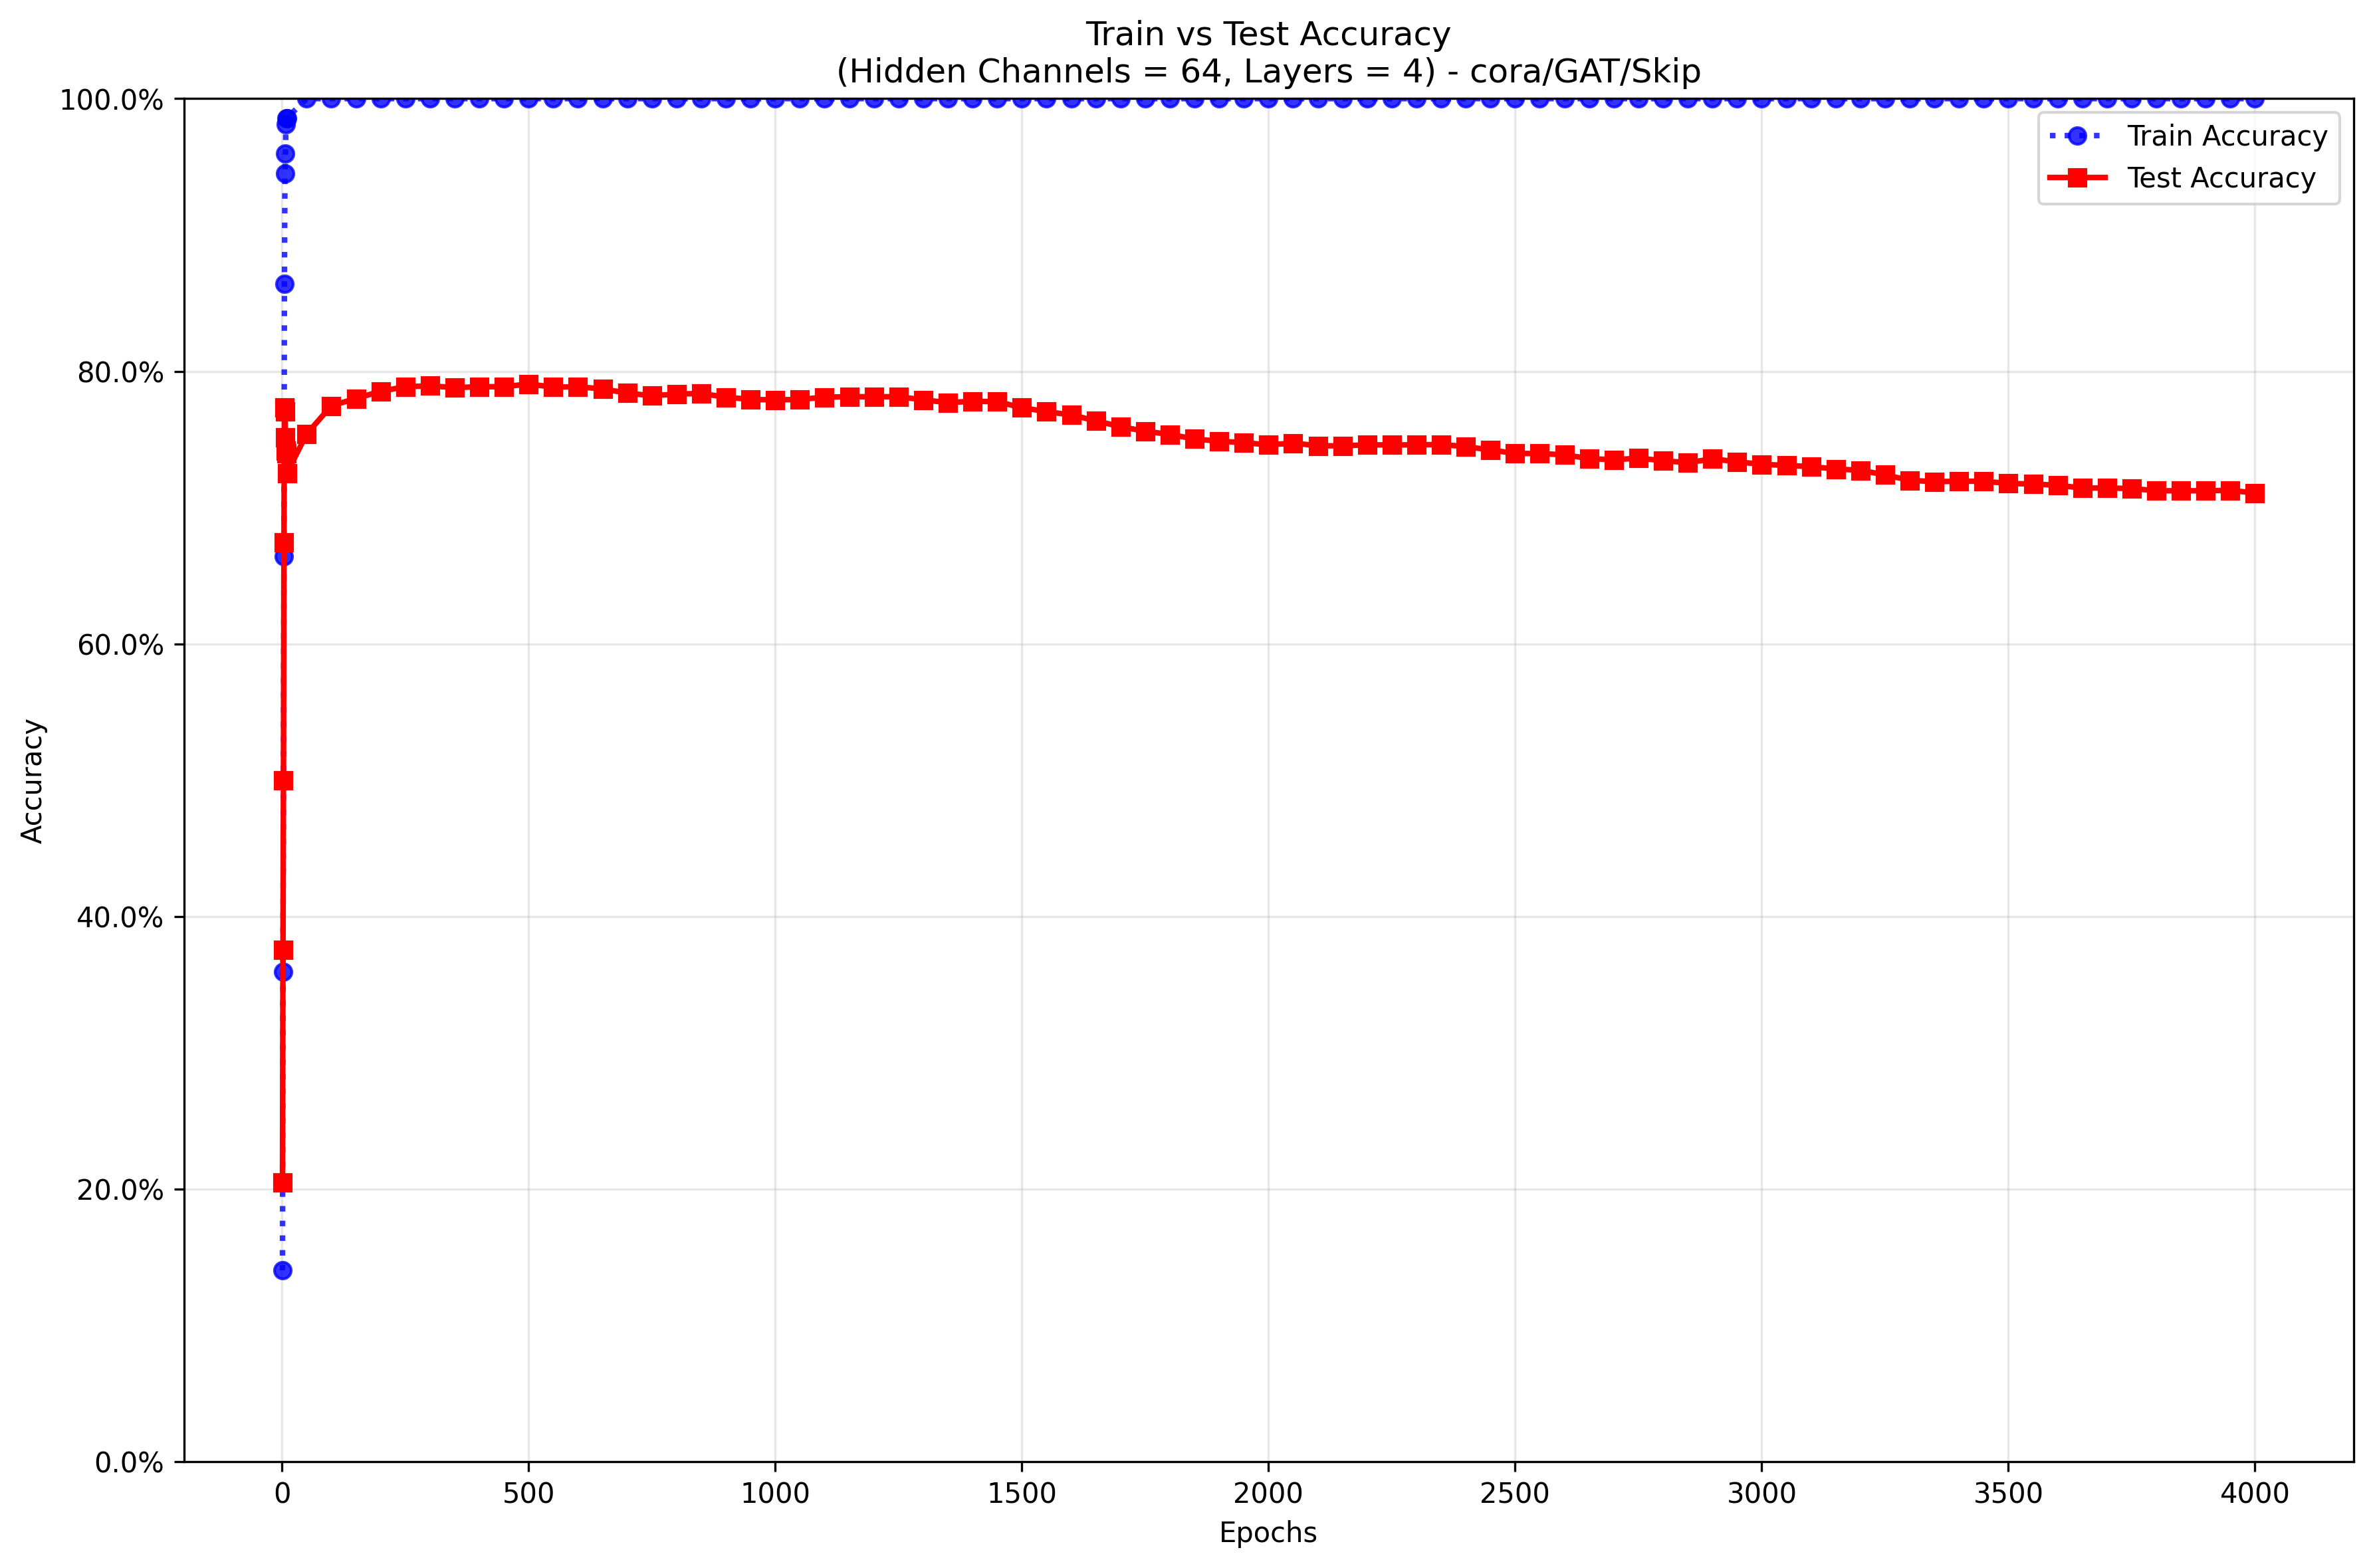 Train vs Test Accuracy
(Hidden Channels = 64, Layers = 4) - cora/GAT/Skip
100.0%
80.0%
60.0%
40.0%
20.0%
0.0%
Accuracy
Train Accuracy
Test Accuracy
0 500 1000 1500 2000 2500 3000 3500 4000
Epochs